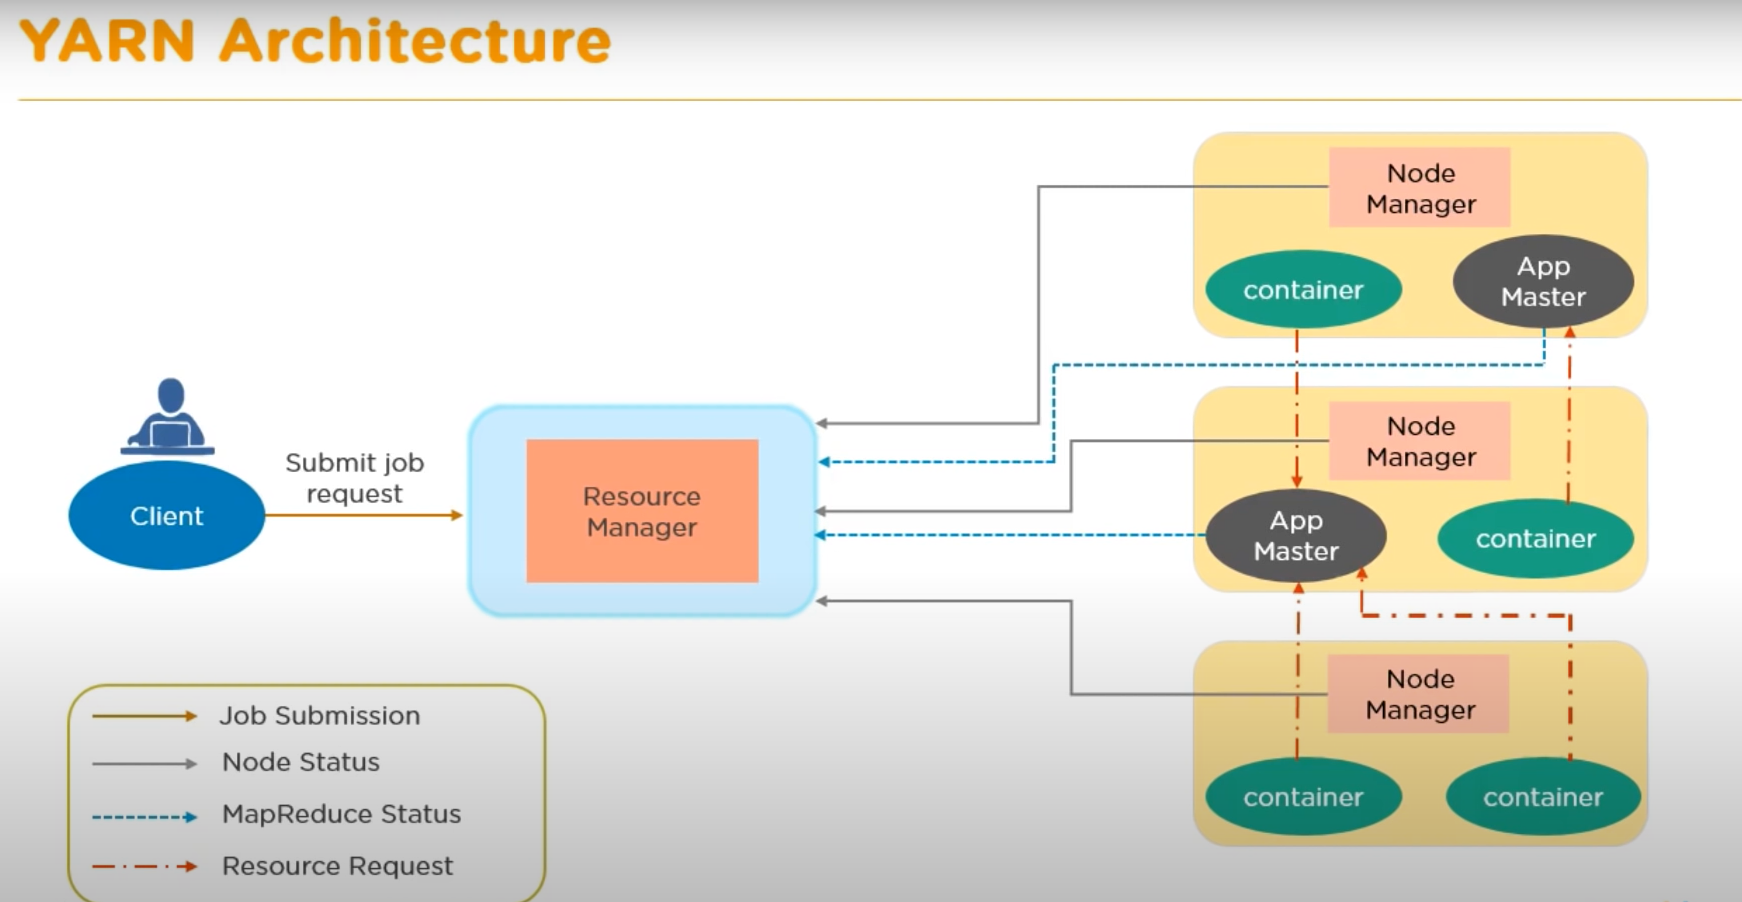 YARN Architecture
Node
Manager
container
App
Master
Submit job
request
Client
Resource
Manager
Node
Manager
App
Master
container
Node
Manager
container
container
Job Submission
Node Status
MapReduce Status
Resource Request